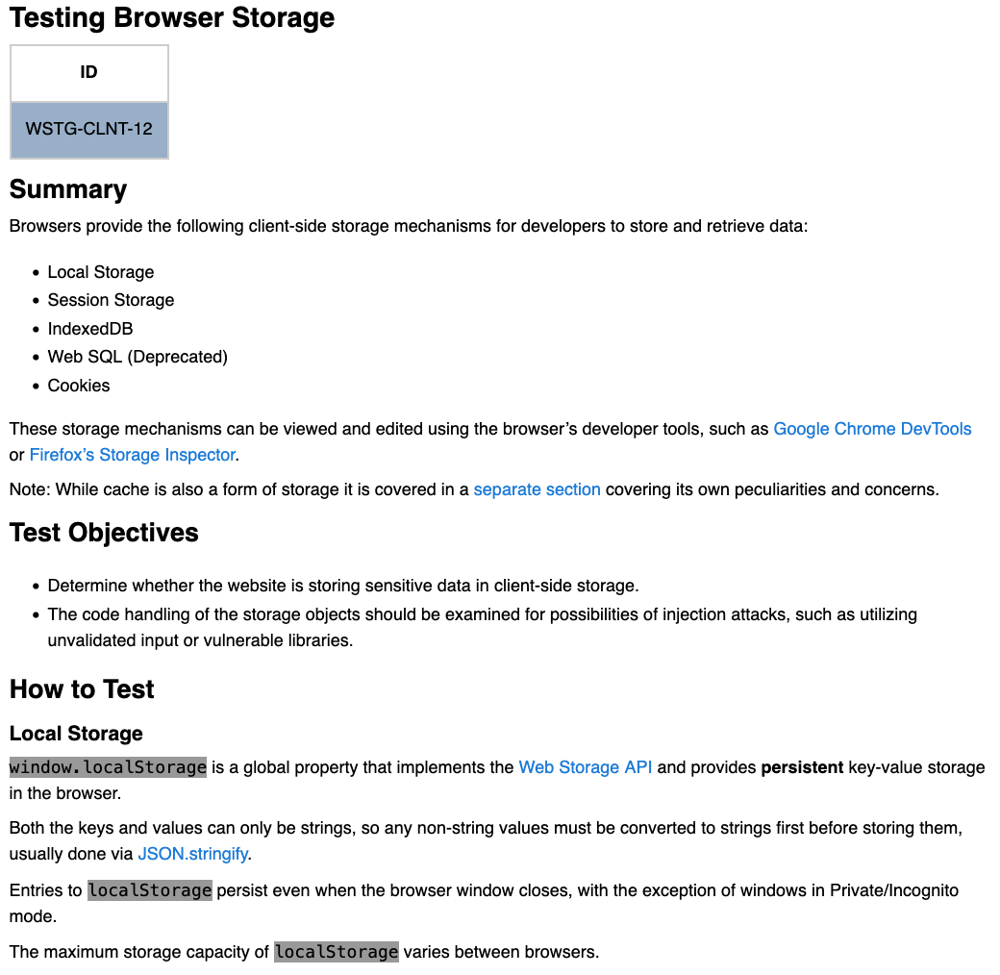 Testing Browser Storage
ID
WSTG-CLNT-12
Summary
Browsers provide the following client-side storage mechanisms for developers to store and retrieve data:
• Local Storage
• Session Storage
• IndexedDB
• Web SQL (Deprecated)
• Cookies
These storage mechanisms can be viewed and edited using the browser’s developer tools, such as Google Chrome DevTools
or Firefox’s Storage Inspector.
Note: While cache is also a form of storage it is covered in a separate section covering its own peculiarities and concerns.
Test Objectives
• Determine whether the website is storing sensitive data in client-side storage.
• The code handling of the storage objects should be examined for possibilities of injection attacks, such as utilizing
unvalidated input or vulnerable libraries.
How to Test
Local Storage
window.localStorage is a global property that implements the Web Storage API and provides persistent key-value storage
in the browser.
Both the keys and values can only be strings, so any non-string values must be converted to strings first before storing them,
usually done via JSON.stringify.
Entries to localStorage persist even when the browser window closes, with the exception of windows in Private/Incognito
mode.
The maximum storage capacity of localStorage varies between browsers.